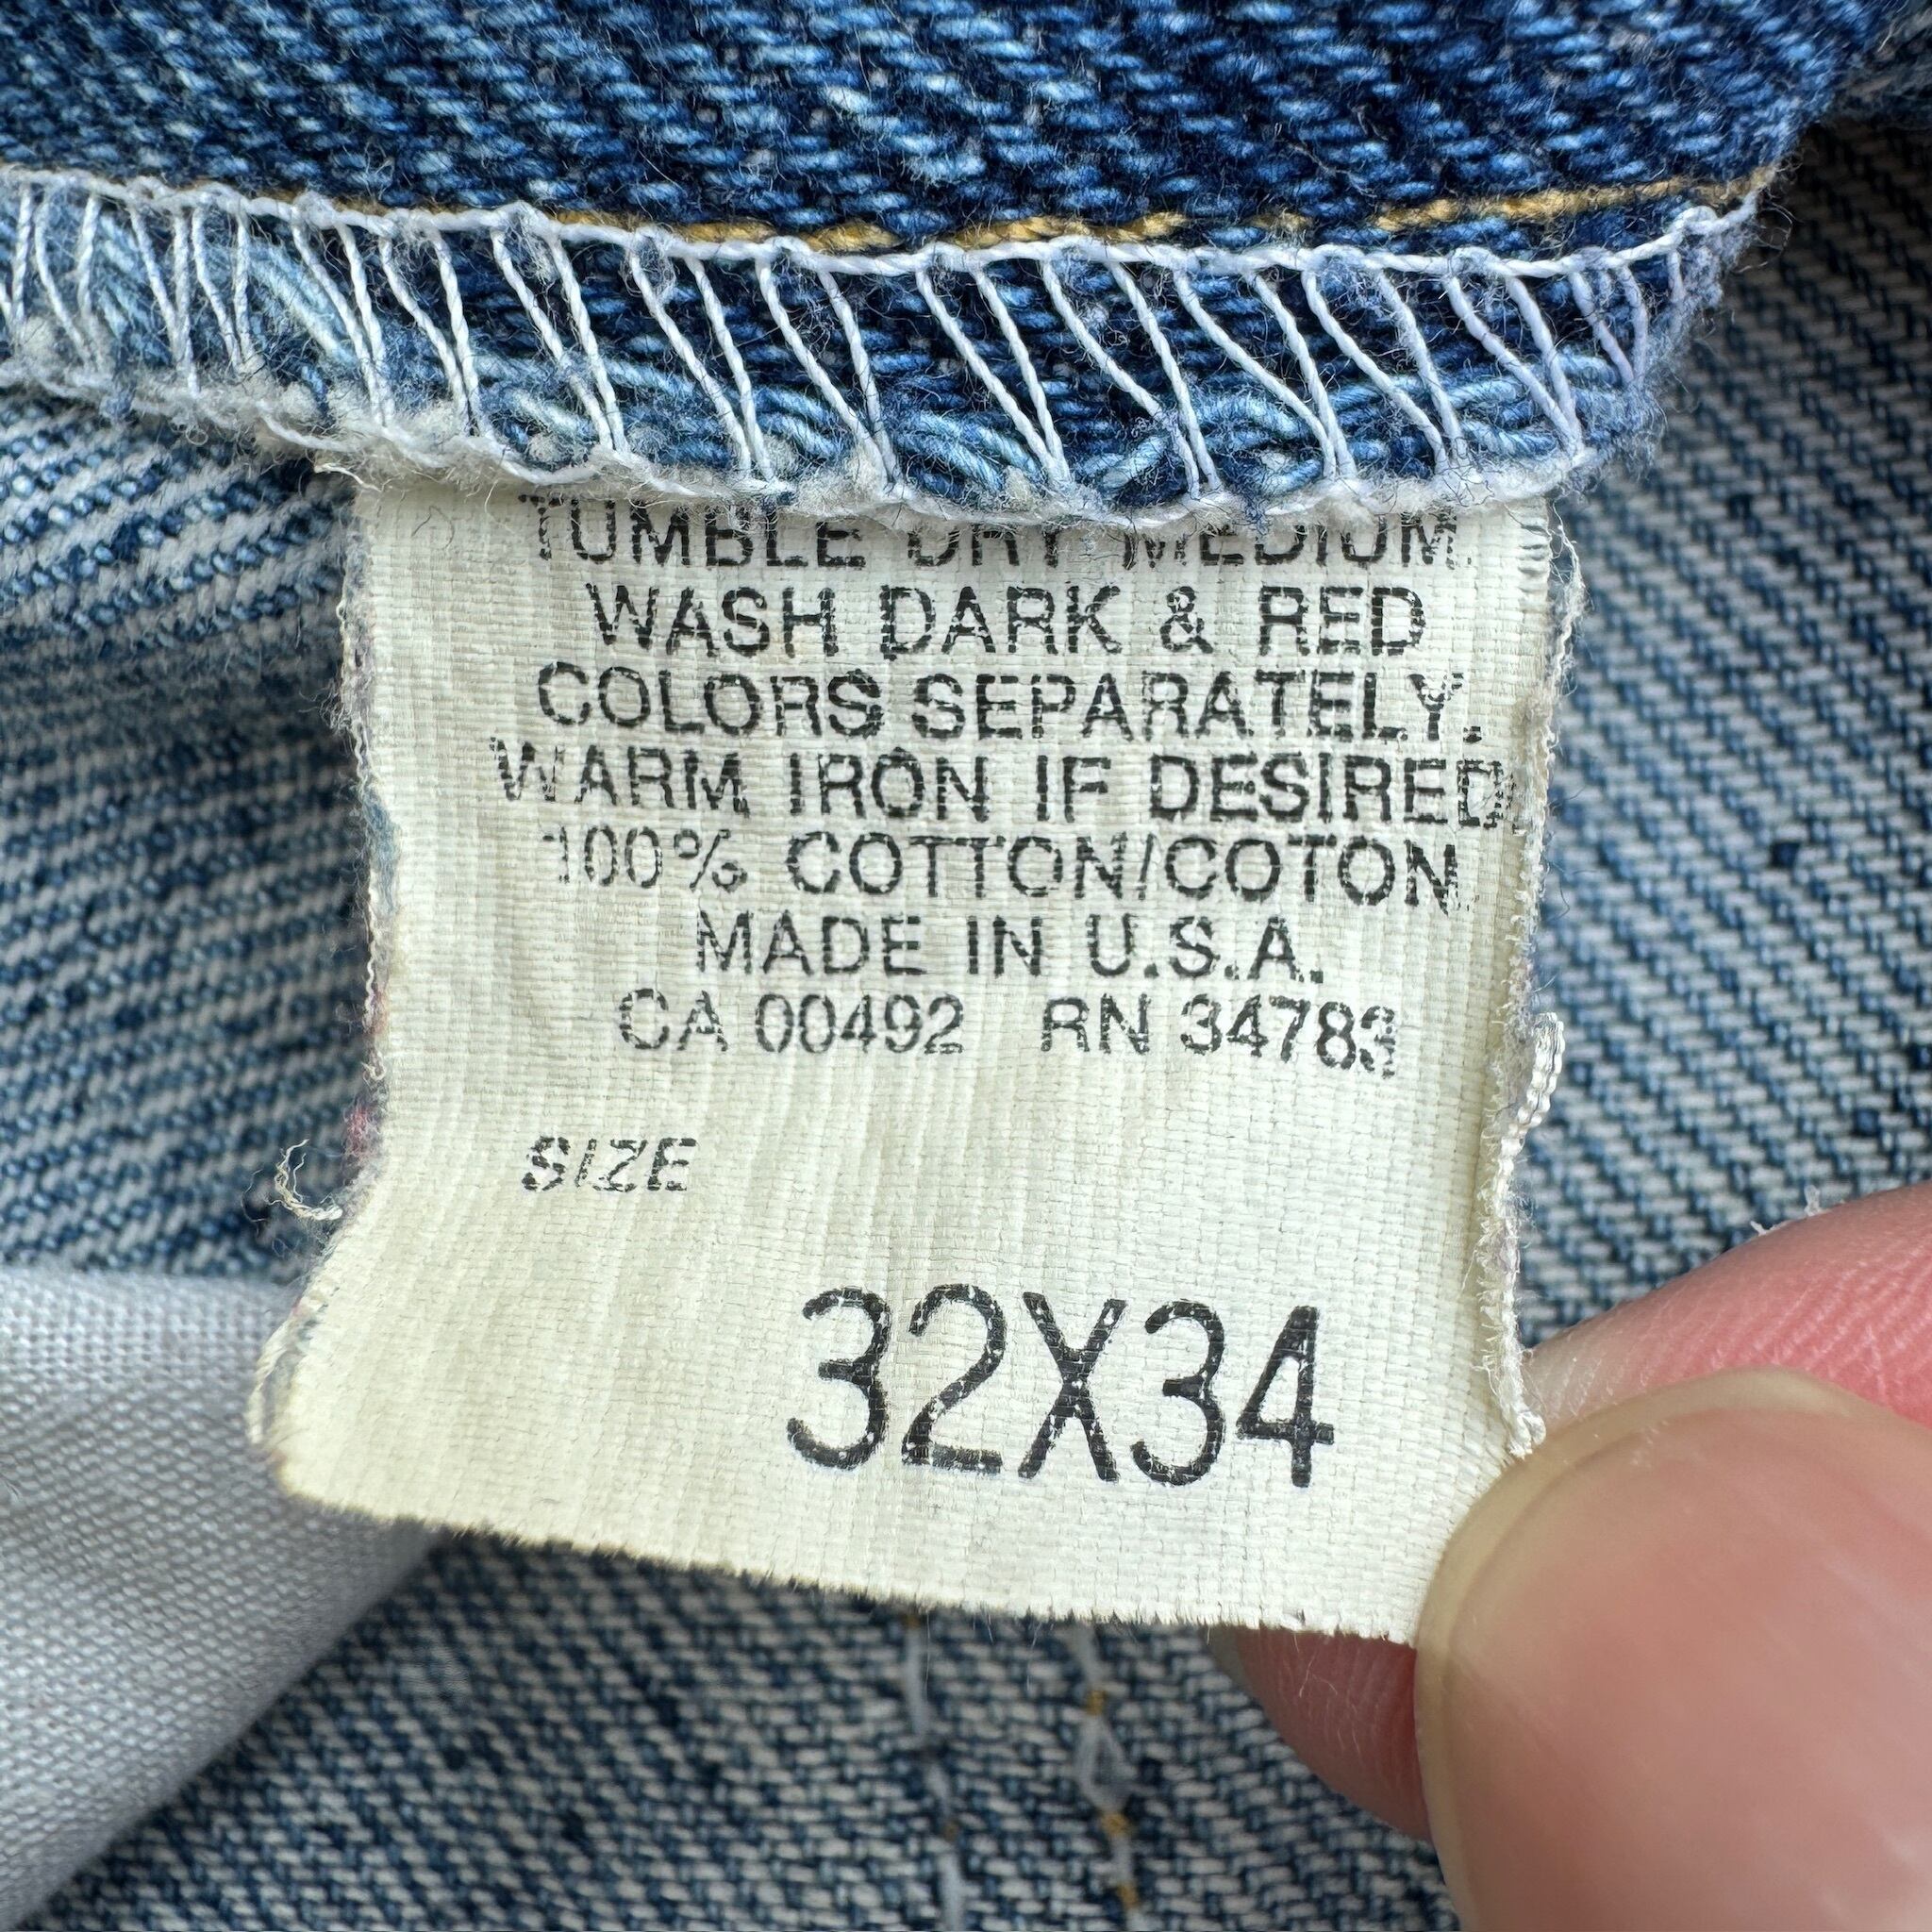 TUMBLE DRY MEDIUM.
WASH DARK & RED
COLORS SEPARATELY.
WARM IRON IF DESIRED
100% COTTON/COTON
MADE IN U.S.A.
CA 00492 RN 34783
SIZE
32X34